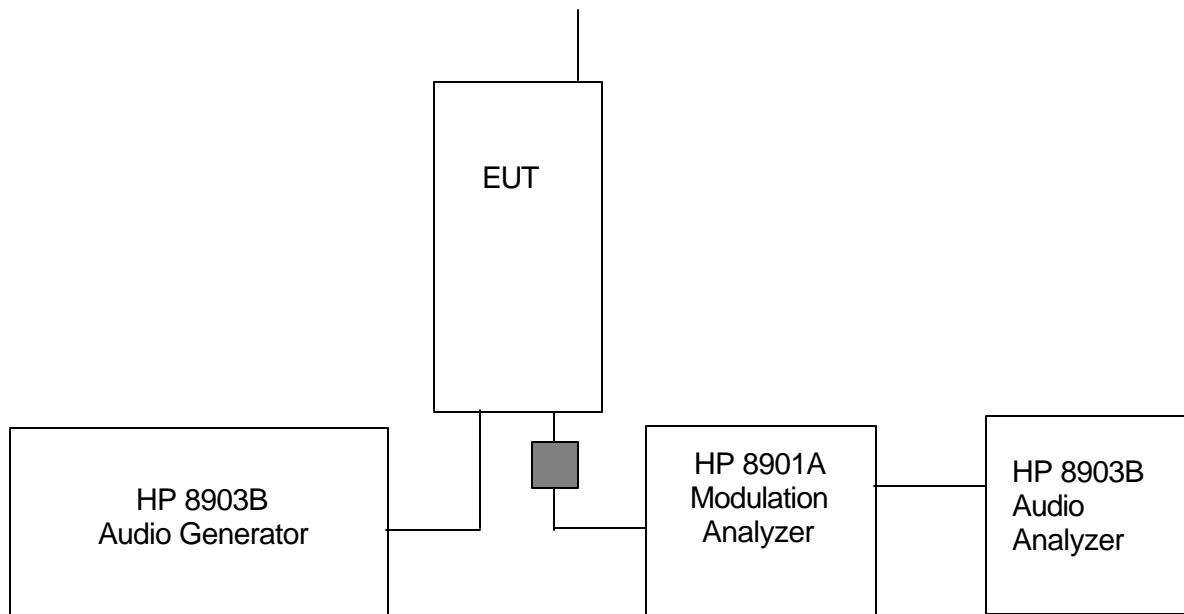 EUT
HP 8903B
Audio Generator
HP 8901A
Modulation
Analyzer
HP 8903B
Audio
Analyzer